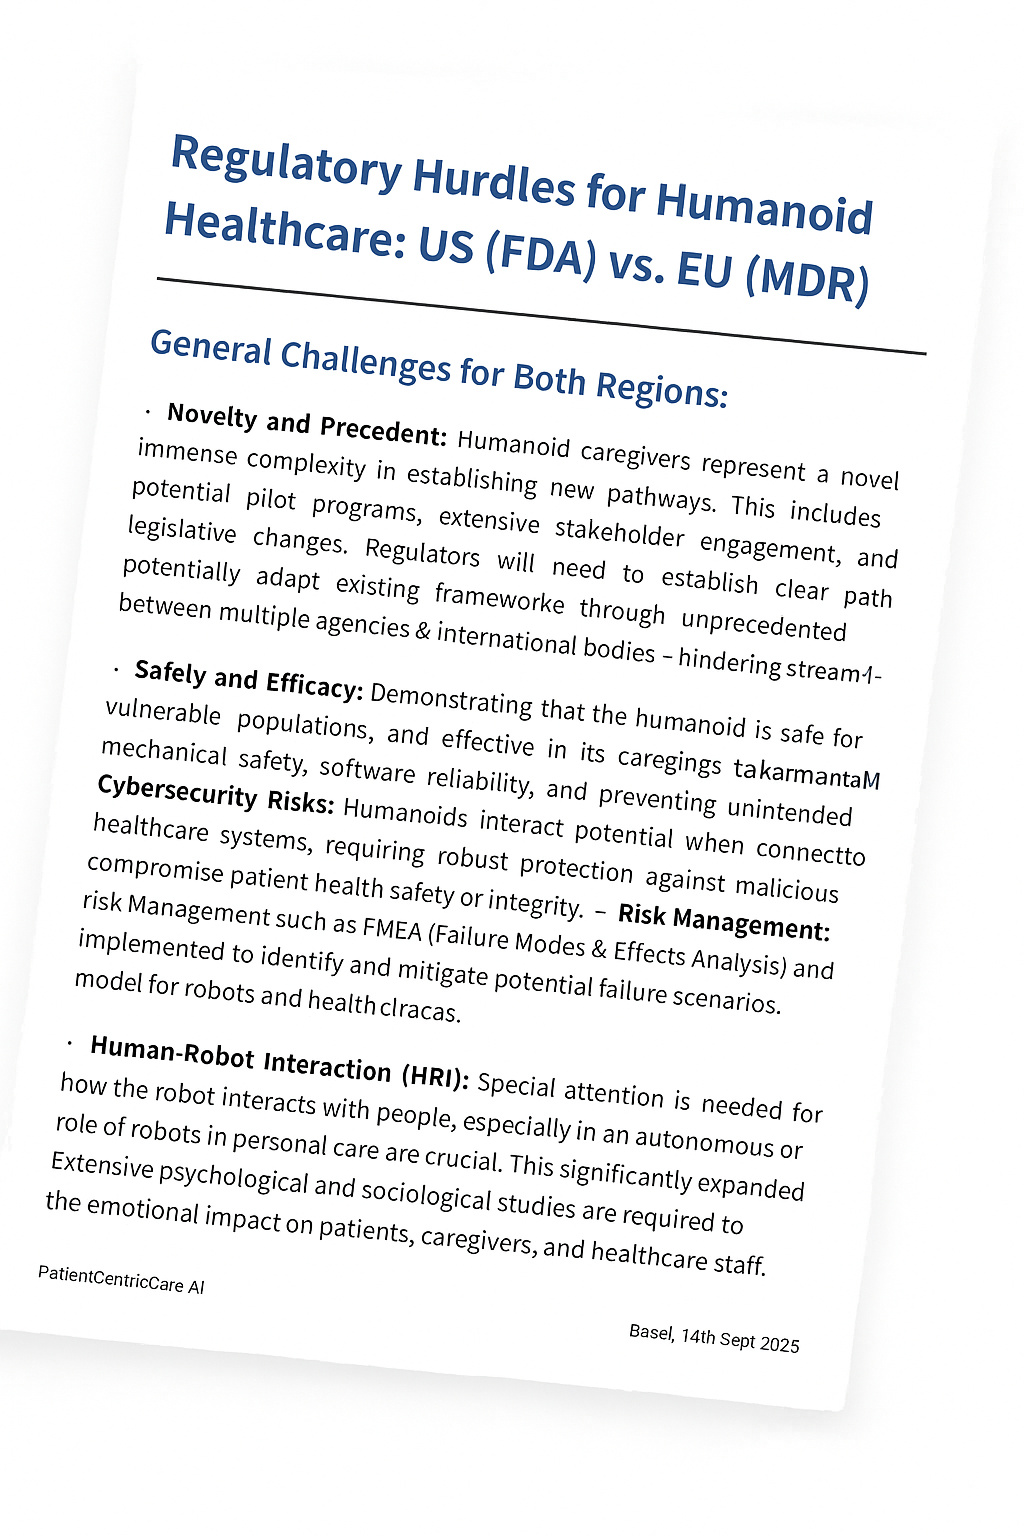 Regulatory Hurdles for Humanoid
Healthcare: US (FDA) vs. EU (MDR)
General Challenges for Both Regions:
· Novelty and Precedent: Humanoid caregivers represent a novel
immense complexity in establishing new pathways. This includes
potential pilot programs, extensive stakeholder engagement, and
legislative changes. Regulators will need to establish clear path
potentially adapt existing frameworke through unprecedented
between multiple agencies & international bodies – hindering stream
· Safely and Efficacy: Demonstrating that the humanoid is safe for
vulnerable populations, and effective in its caregings takarmantaM
mechanical safety, software reliability, and preventing unintended
Cybersecurity Risks: Humanoids interact potential when connectto
healthcare systems, requiring robust protection against malicious
compromise patient health safety or integrity. – Risk Management:
risk Management such as FMEA (Failure Modes & Effects Analysis) and
implemented to identify and mitigate potential failure scenarios.
model for robots and health clracas.
· Human-Robot Interaction (HRI): Special attention is needed for
how the robot interacts with people, especially in an autonomous or
role of robots in personal care are crucial. This significantly expanded
Extensive psychological and sociological studies are required to
the emotional impact on patients, caregivers, and healthcare staff.
PatientCentricCare AI
Basel, 14th Sept 2025